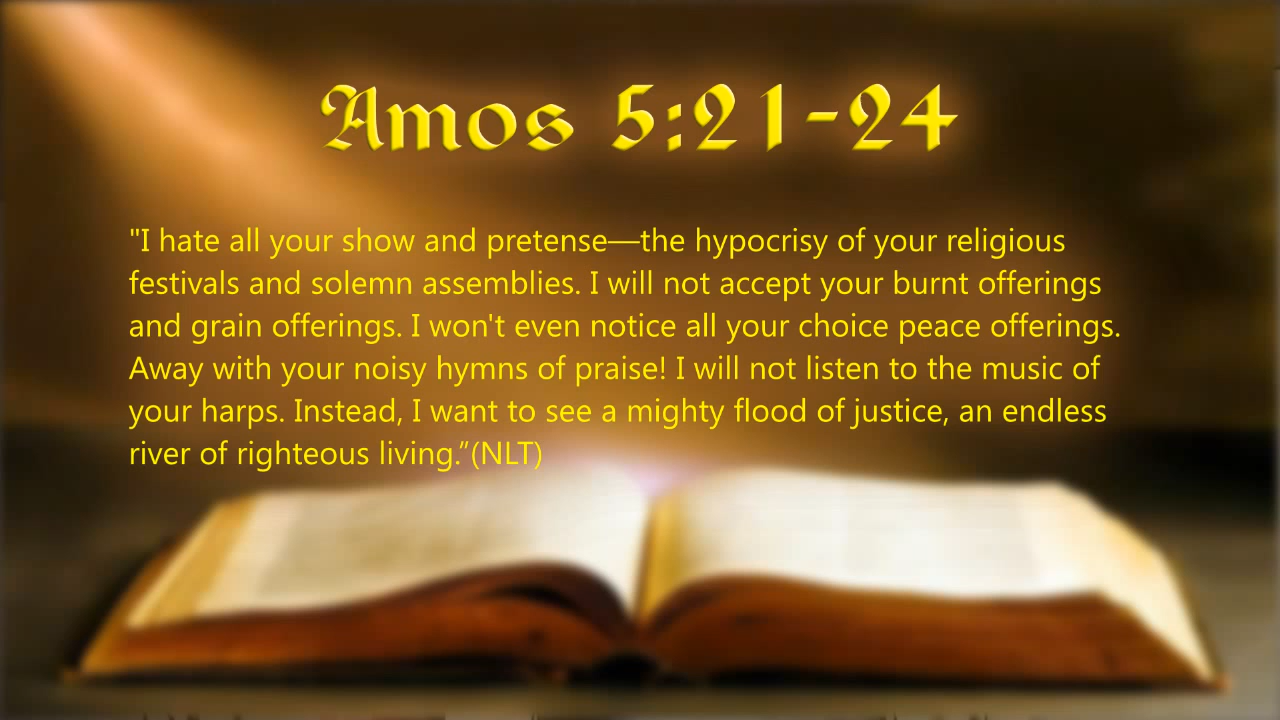 Amos 5:21-24
"I hate all your show and pretense—the hypocrisy of your religious
festivals and solemn assemblies. I will not accept your burnt offerings
and grain offerings. I won't even notice all your choice peace offerings.
Away with your noisy hymns of praise! I will not listen to the music of
your harps. Instead, I want to see a mighty flood of justice, an endless
river of righteous living.”(NLT)